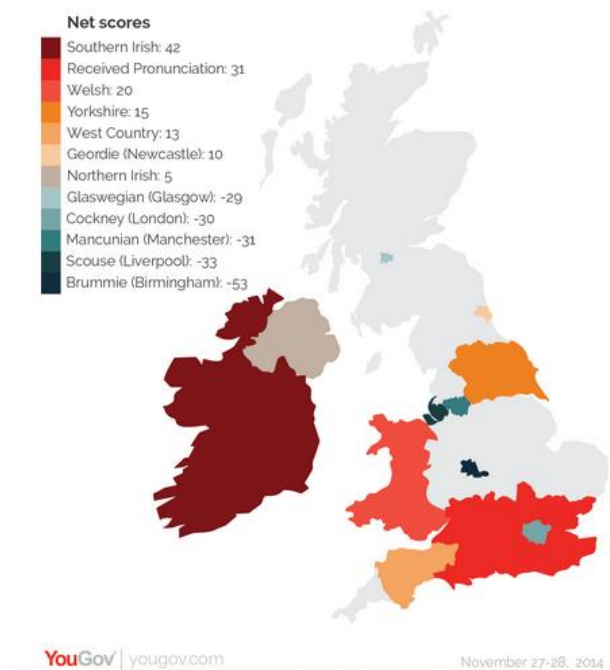 Net scores
Southern Irish: 42
Received Pronunciation: 31
Welsh: 20
Yorkshire: 15
West Country: 13
Geordie (Newcastle): 10
Northern Irish: 5
Glaswegian (Glasgow): -29
Cockney (London): -30
Mancunian (Manchester): -31
Scouse (Liverpool): -33
Brummie (Birmingham): -53
YouGov | yougov.com
November 27-28, 2014